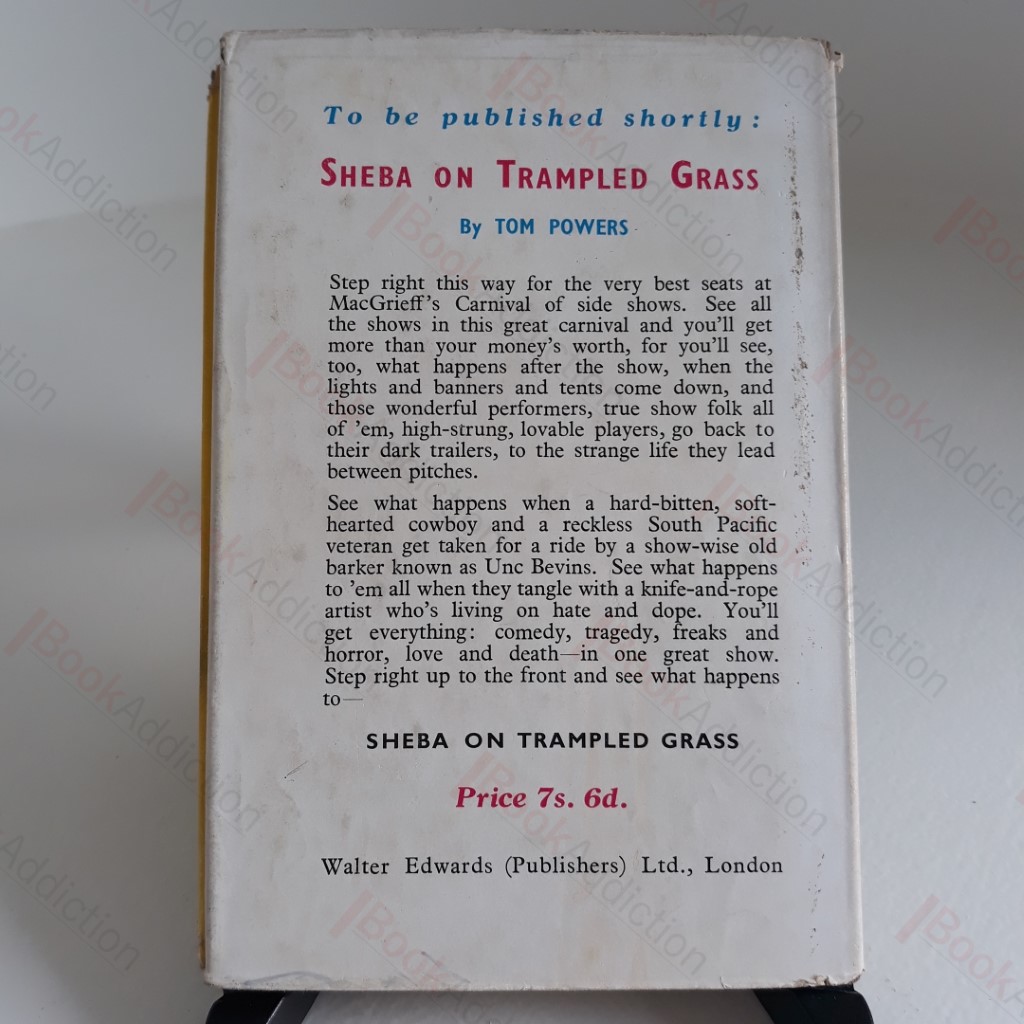 To be published shortly:
SHEBA ON TRAMPLED GRASS
By TOM POWERS
Step right this way for the very best seats at
MacGrieff's Carnival of side shows. See all
the shows in this great carnival and you'll get
more than your money's worth, for you'll see,
too, what happens after the show, when the
lights and banners and tents come down, and
those wonderful performers, true show folk all
of 'em, high-strung, lovable players, go back to
their dark trailers, to the strange life they lead
between pitches.
See what happens when a hard-bitten, soft-
hearted cowboy and a reckless South Pacific
veteran get taken for a ride by a show-wise old
barker known as Unc Bevins. See what happens
to 'em all when they tangle with a knife-and-rope
artist who's living on hate and dope. You'll
get everything: comedy, tragedy, freaks and
horror, love and death—in one great show.
Step right up to the front and see what happens
to—
SHEBA ON TRAMPLED GRASS
Price 7s. 6d.
Walter Edwards (Publishers) Ltd., London
BookAddiction